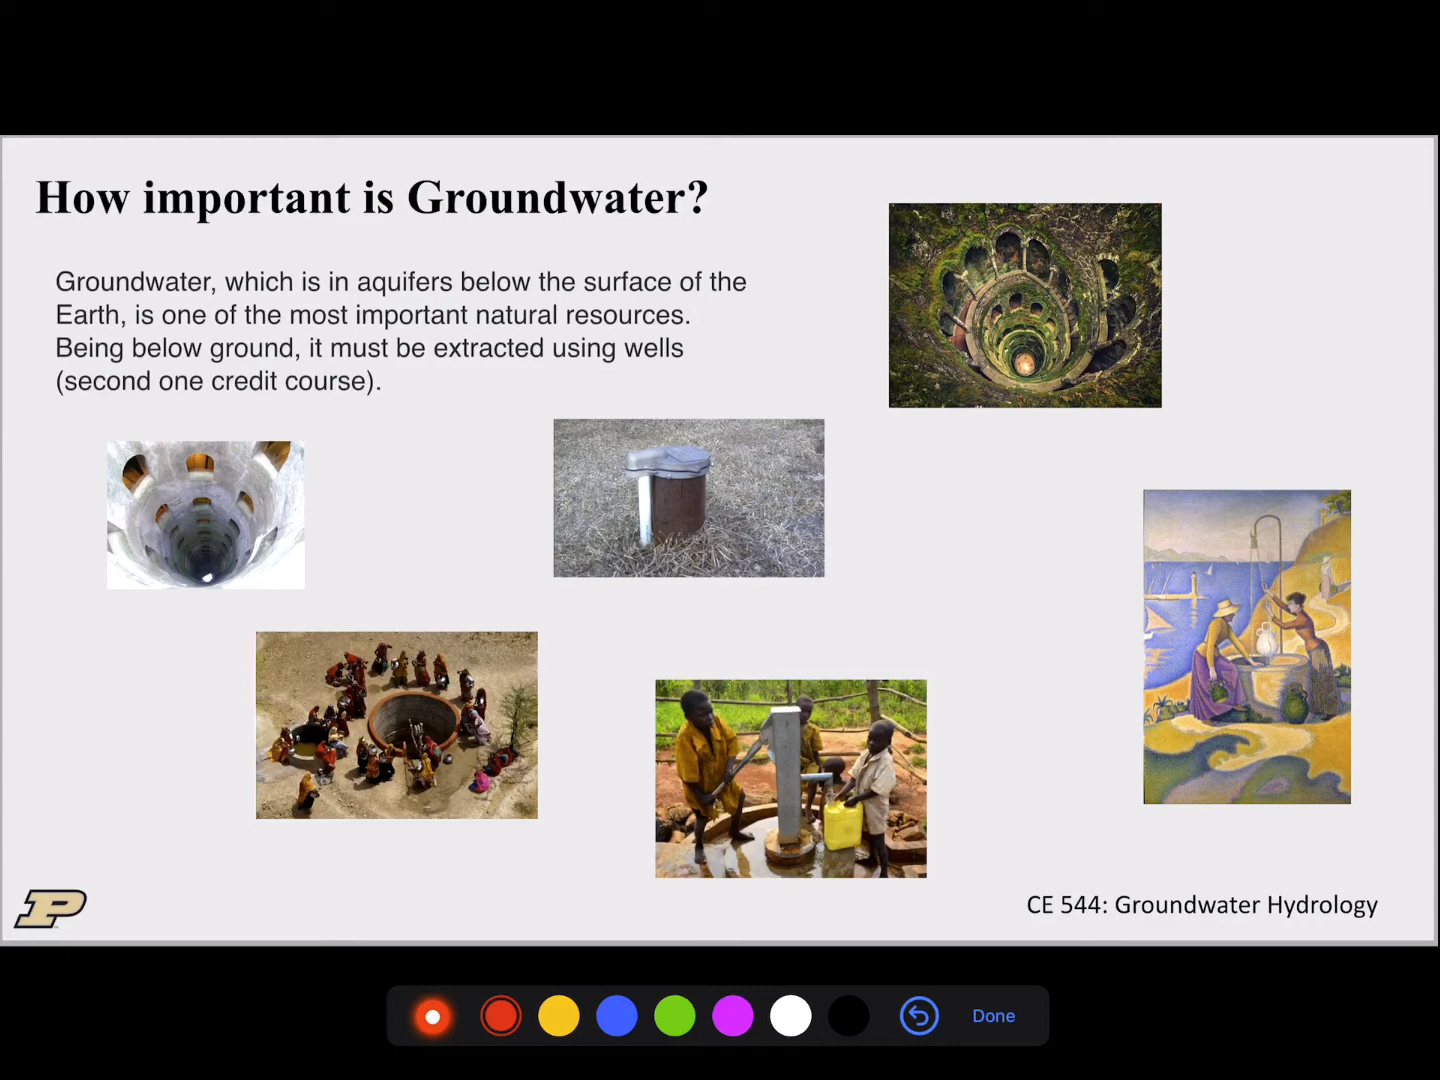 How important is Groundwater?
Groundwater, which is in aquifers below the surface of the
Earth, is one of the most important natural resources.
Being below ground, it must be extracted using wells
(second one credit course).
P
CE 544: Groundwater Hydrology
Done